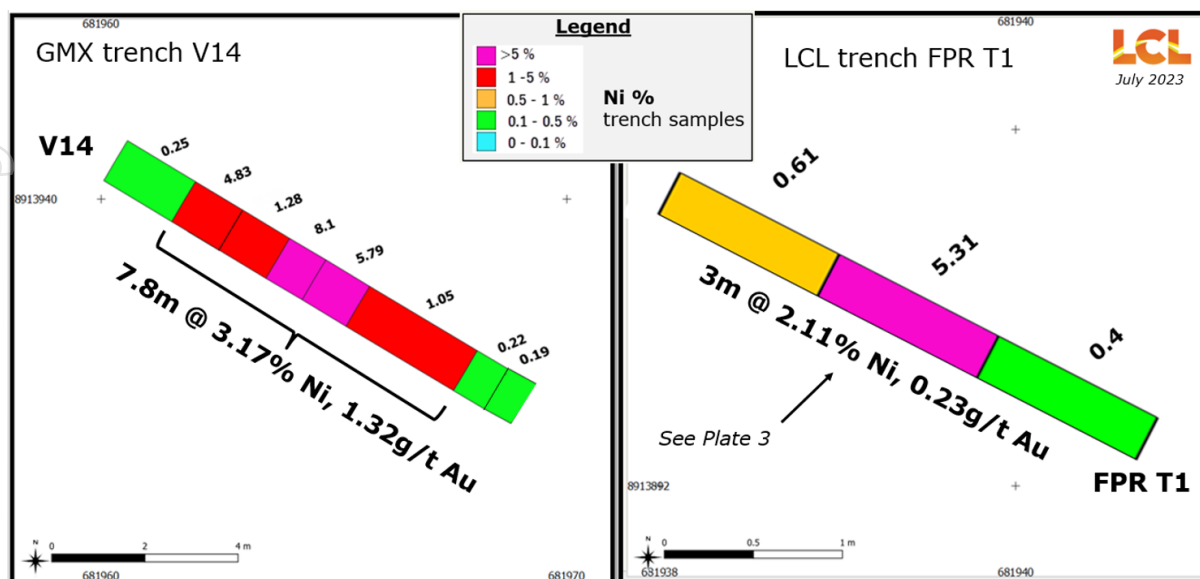 681960
GMX trench V14
V14
8913940
0.25
4.83
1.28
8.1
5.79
1.05
0.22
0.19
7.8m @ 3.17% Ni, 1.32g/t Au
N
0
2
4 m
681960
681970
Legend
>5 %
1 -5 %
0.5 - 1 %
0.1 - 0.5 %
0 - 0.1 %
Ni %
trench samples
681940
LCL trench FPR T1
LCL
July 2023
0.61
5.31
0.4
3m @ 2.11% Ni, 0.23g/t Au
See Plate 3
FPR T1
8913892
N
0
0.5
1 m
681938
681940